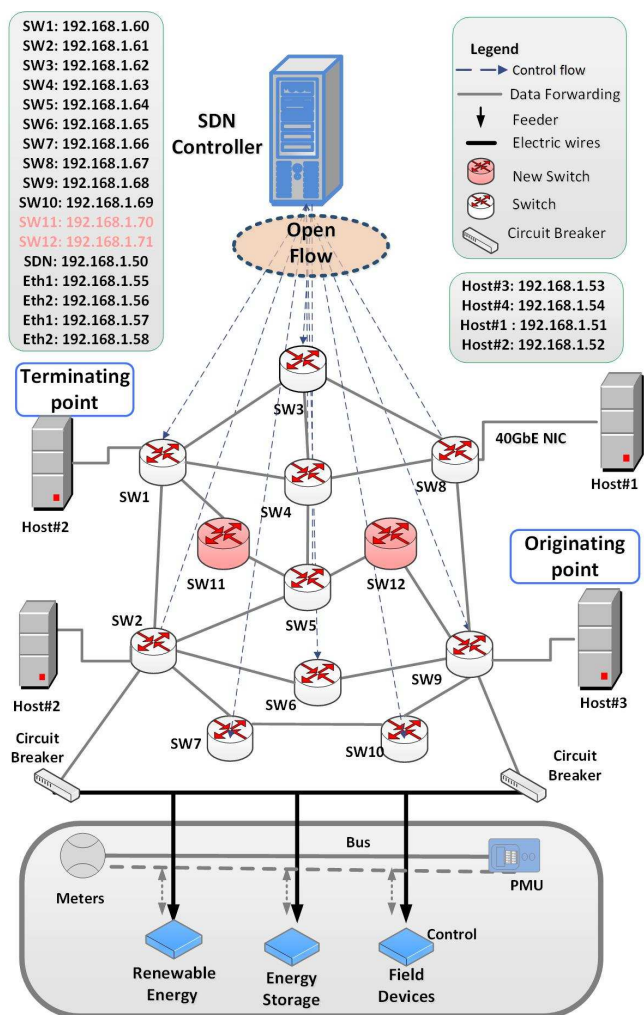 SW1: 192.168.1.60
SW2: 192.168.1.61
SW3: 192.168.1.62
SW4: 192.168.1.63
SW5: 192.168.1.64
SW6: 192.168.1.65
SW7: 192.168.1.66
SW8: 192.168.1.67
SW9: 192.168.1.68
SW10: 192.168.1.69
SW11: 192.168.1.70
SW12: 192.168.1.71
SDN: 192.168.1.50
Eth1: 192.168.1.55
Eth2: 192.168.1.56
Eth1: 192.168.1.57
Eth2: 192.168.1.58
SDN
Controller
Open
Flow
Legend
Control flow
Data Forwarding
Feeder
Electric wires
New Switch
Switch
Circuit Breaker
Host#3: 192.168.1.53
Host#4: 192.168.1.54
Host#1 : 192.168.1.51
Host#2: 192.168.1.52
Terminating
point
SW3
40GbE NIC
SW1
SW4
SW8
Host#1
Host#2
SW11
SW12
Originating
point
SW2
SW5
SW6
SW9
Host#2
Host#3
SW7
SW10
Circuit
Breaker
Circuit
Breaker
Bus
Meters
PMU
Control
Renewable
Energy
Energy
Storage
Field
Devices